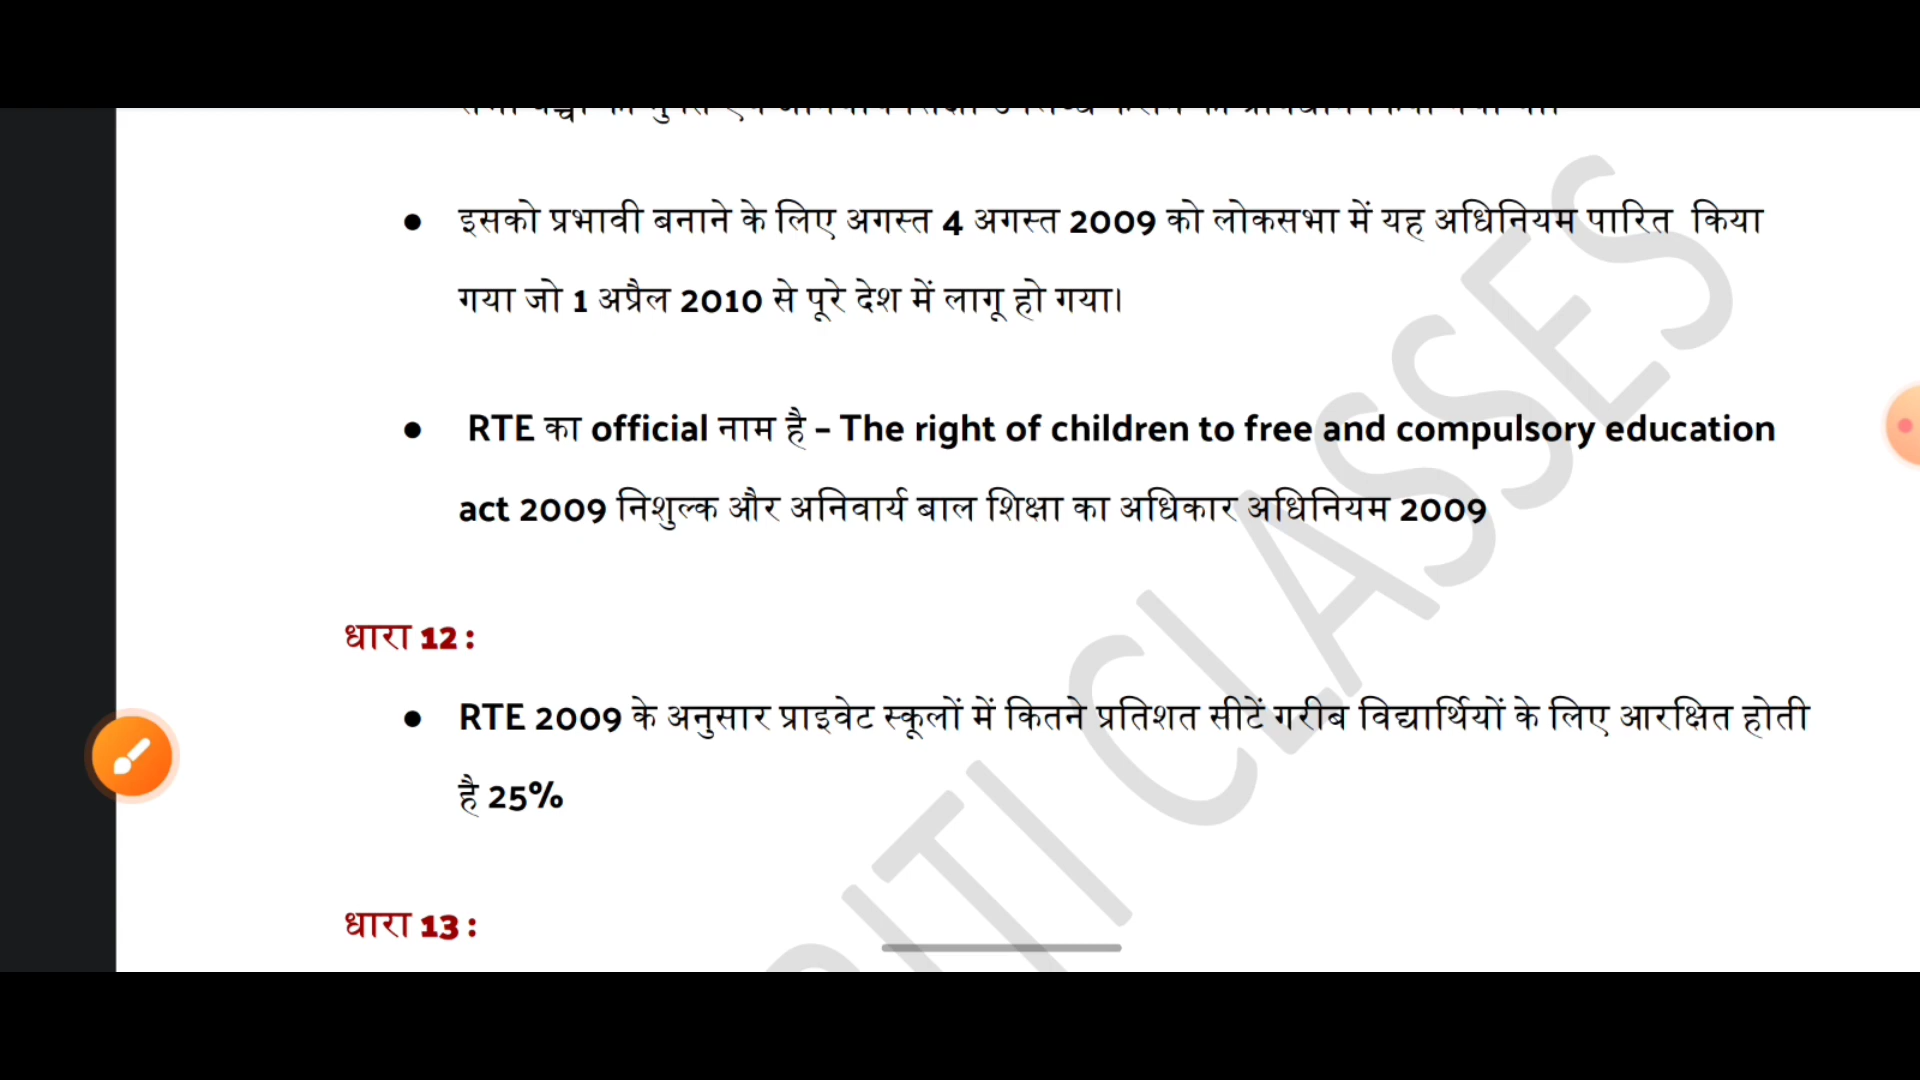 इसको प्रभावी बनाने के लिए अगस्त 4 अगस्त 2009 को लोकसभा में यह अधिनियम पारित किया
गया जो 1 अप्रैल 2010 से पूरे देश में लागू हो गया।
RTE का official नाम है – The right of children to free and compulsory education
act 2009 निशुल्क और अनिवार्य बाल शिक्षा का अधिकार अधिनियम 2009
धारा 12 :
RTE 2009 के अनुसार प्राइवेट स्कूलों में कितने प्रतिशत सीटें गरीब विद्यार्थियों के लिए आरक्षित होती
है 25%
धारा 13 :
CLASSES